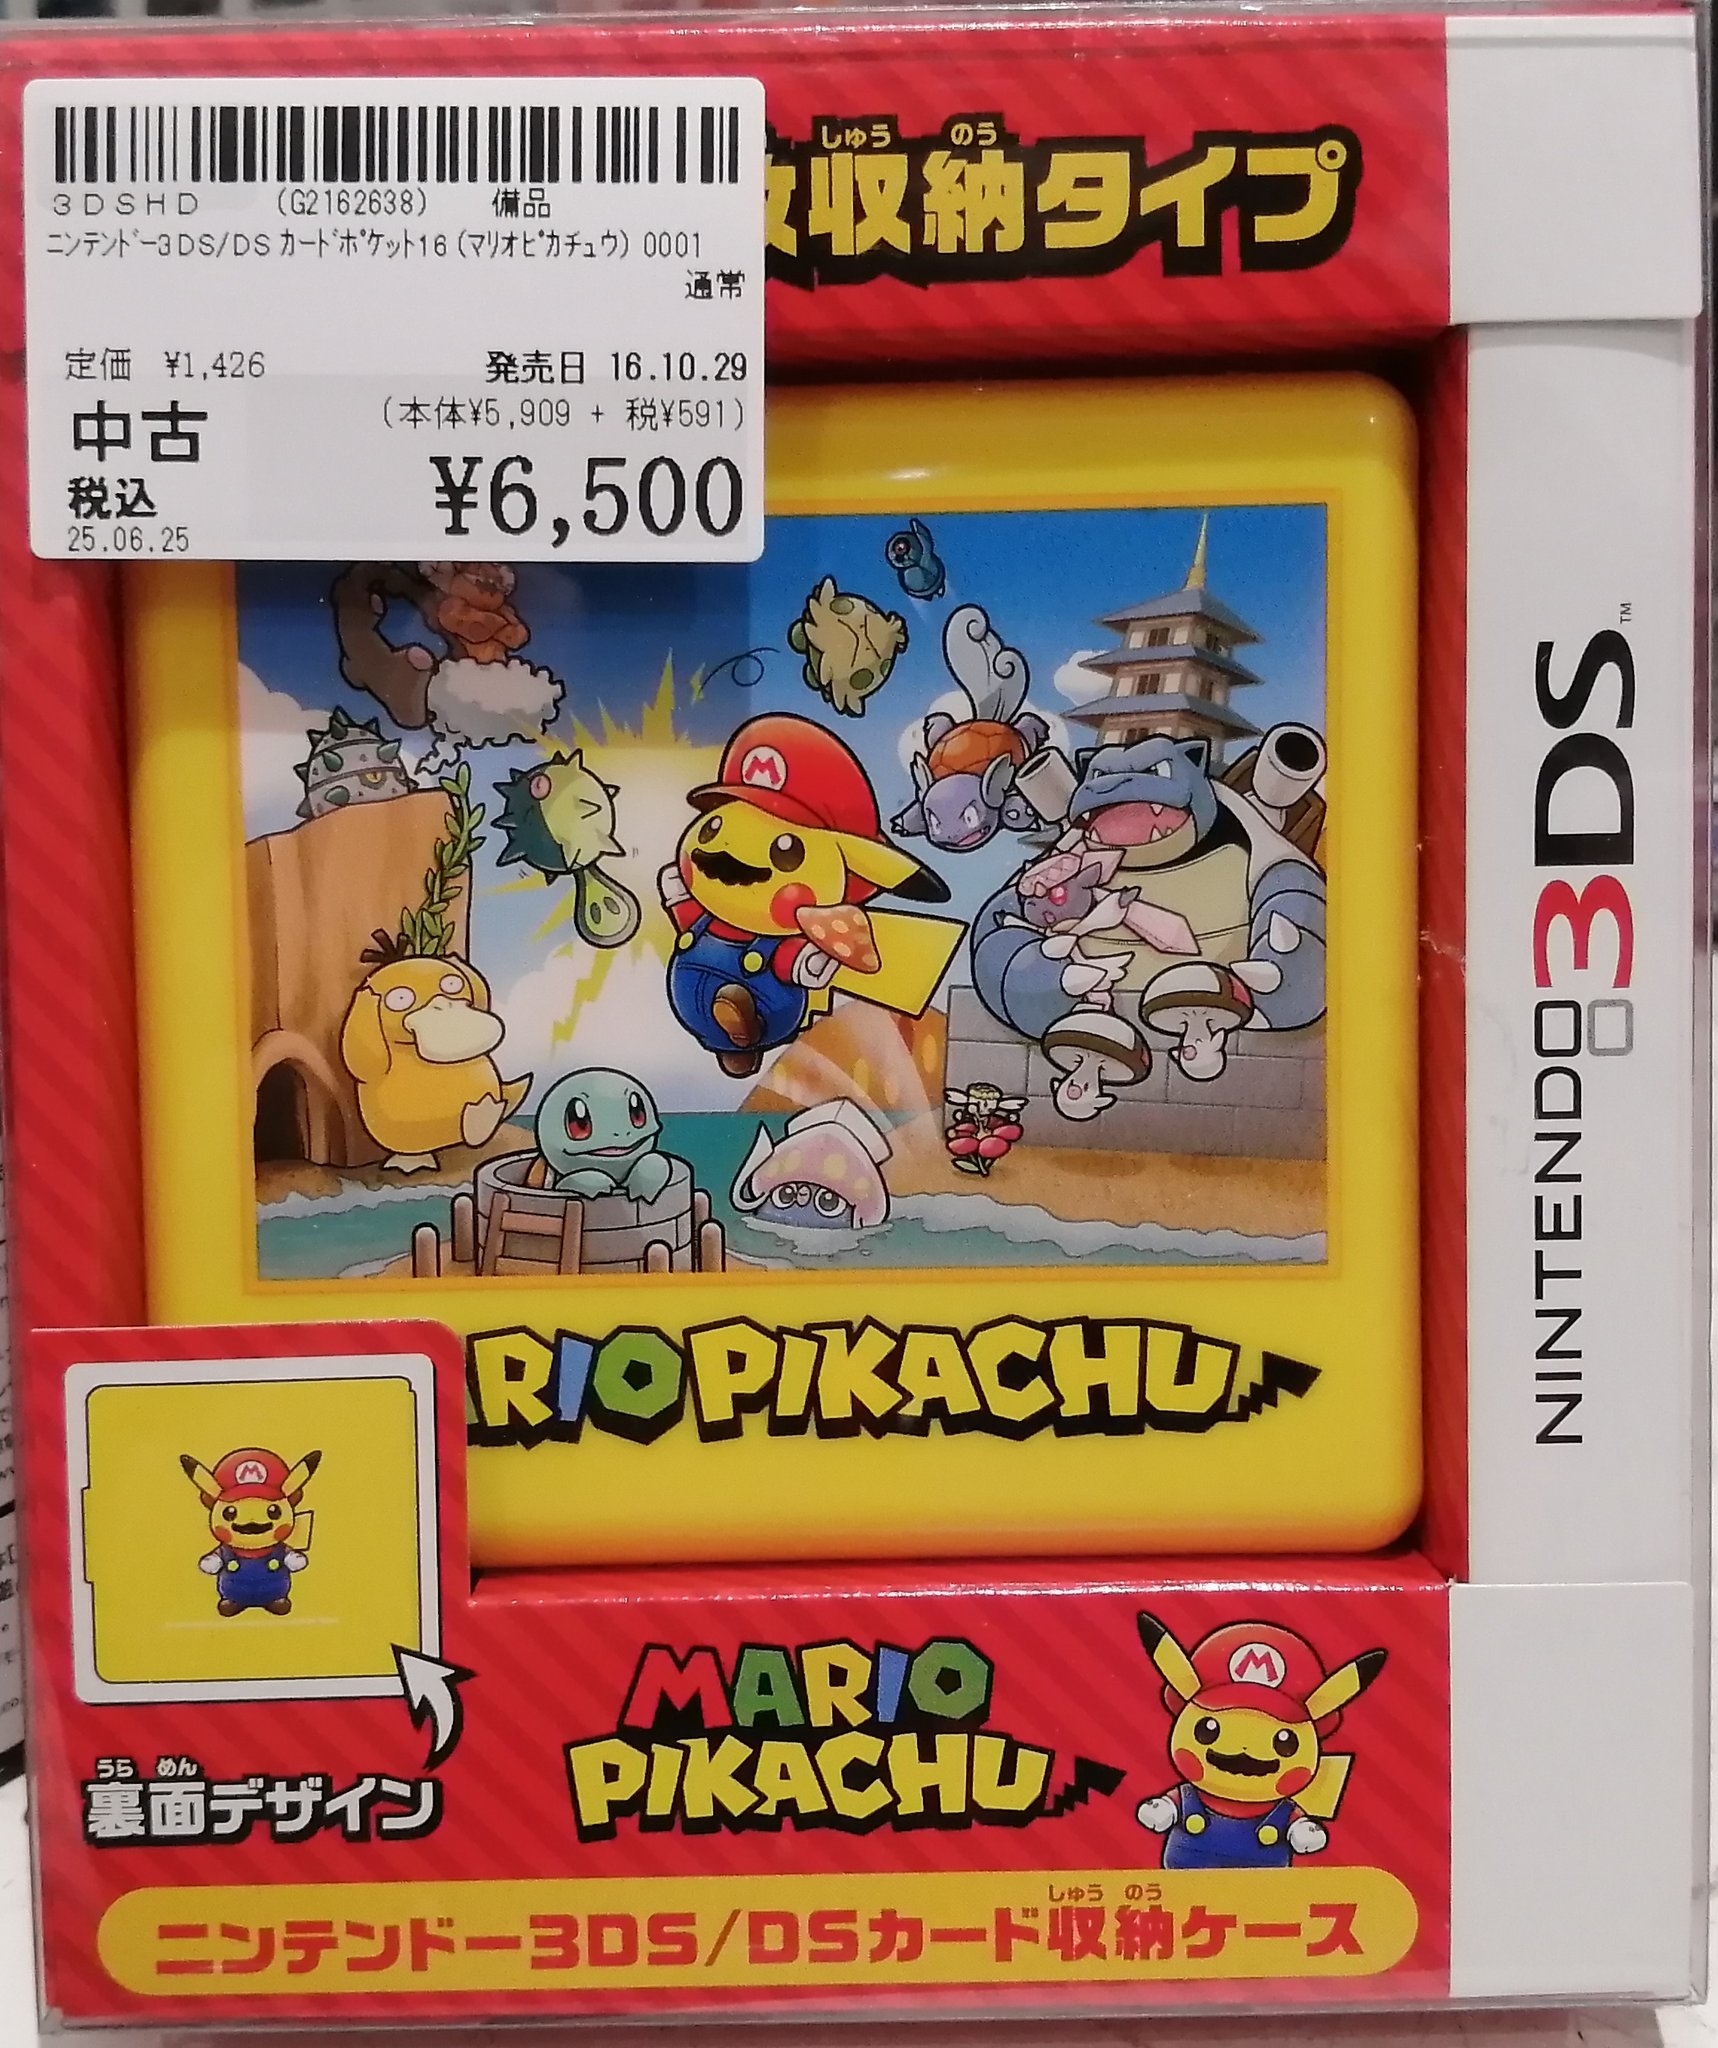 ３ＤＳＨＤ (G2162638) 備品
ﾆﾝﾃﾝﾄﾞｰ3DS/DS ｶｰﾄﾞﾎﾟｹｯﾄ16 (ﾏﾘｵﾋﾟｶﾁｭｳ) 0001
通常
定価 ¥1,426 発売日 16.10.29
(本体¥5,909 + 税¥591)
中古
税込 ¥6,500
25.06.25
しゅう のう
収納タイプ
M
RIO PIKACHU
M
うら めん
裏面デザイン
MARIO
PIKACHU
M
しゅう のう
ニンテンドー3DS/DSカード収納ケース
NINTENDO3DS™